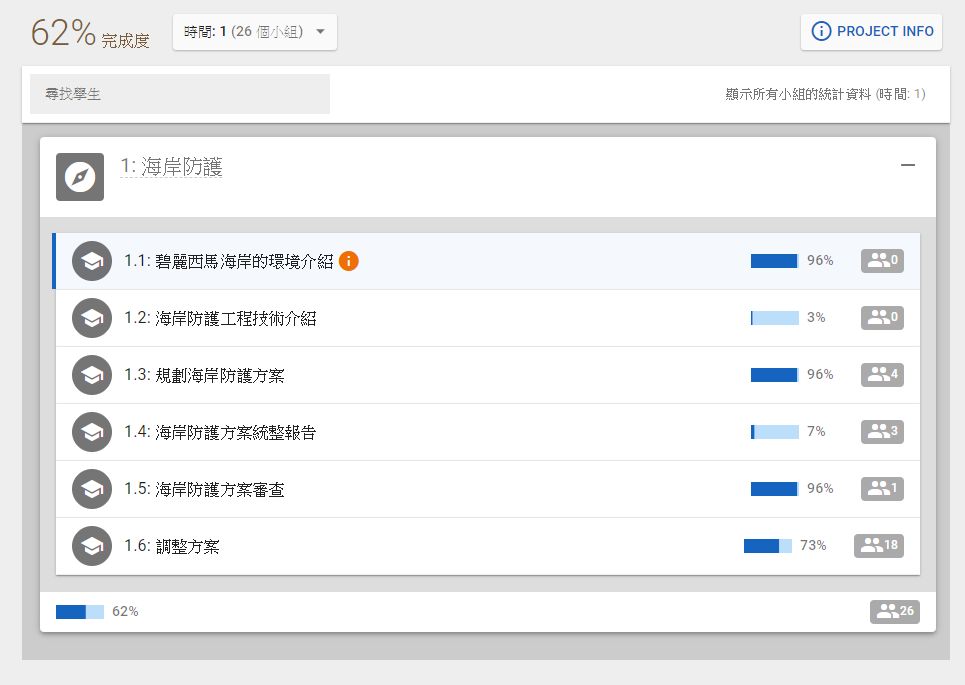 62% 完成度
時間: 1 (26 個小組)
PROJECT INFO
尋找學生
顯示所有小組的統計資料 (時間: 1)
1: 海岸防護
1.1: 碧麗西馬海岸的環境介紹
96%
0
1.2: 海岸防護工程技術介紹
3%
0
1.3: 規劃海岸防護方案
96%
4
1.4: 海岸防護方案統整報告
7%
3
1.5: 海岸防護方案審查
96%
1
1.6: 調整方案
73%
18
62%
26